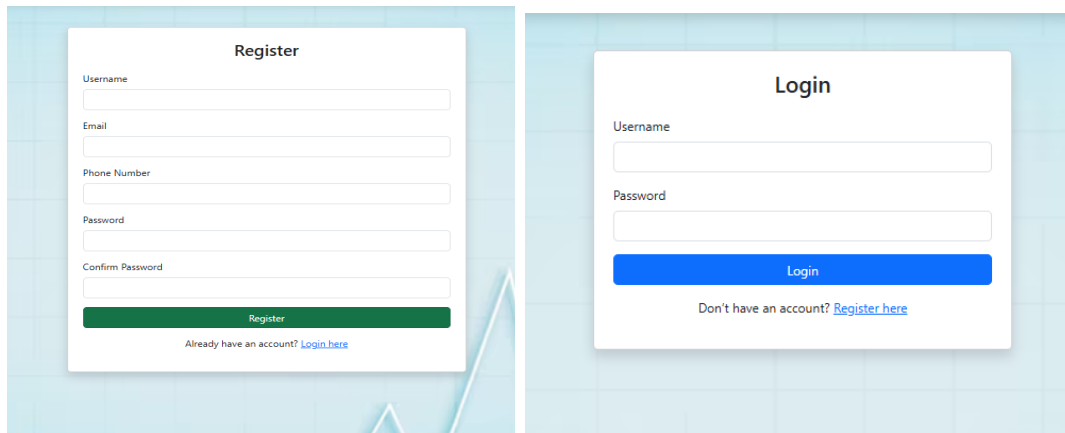 Register
Username
Email
Phone Number
Password
Confirm Password
Register
Already have an account? Login here
Login
Username
Password
Login
Don't have an account? Register here